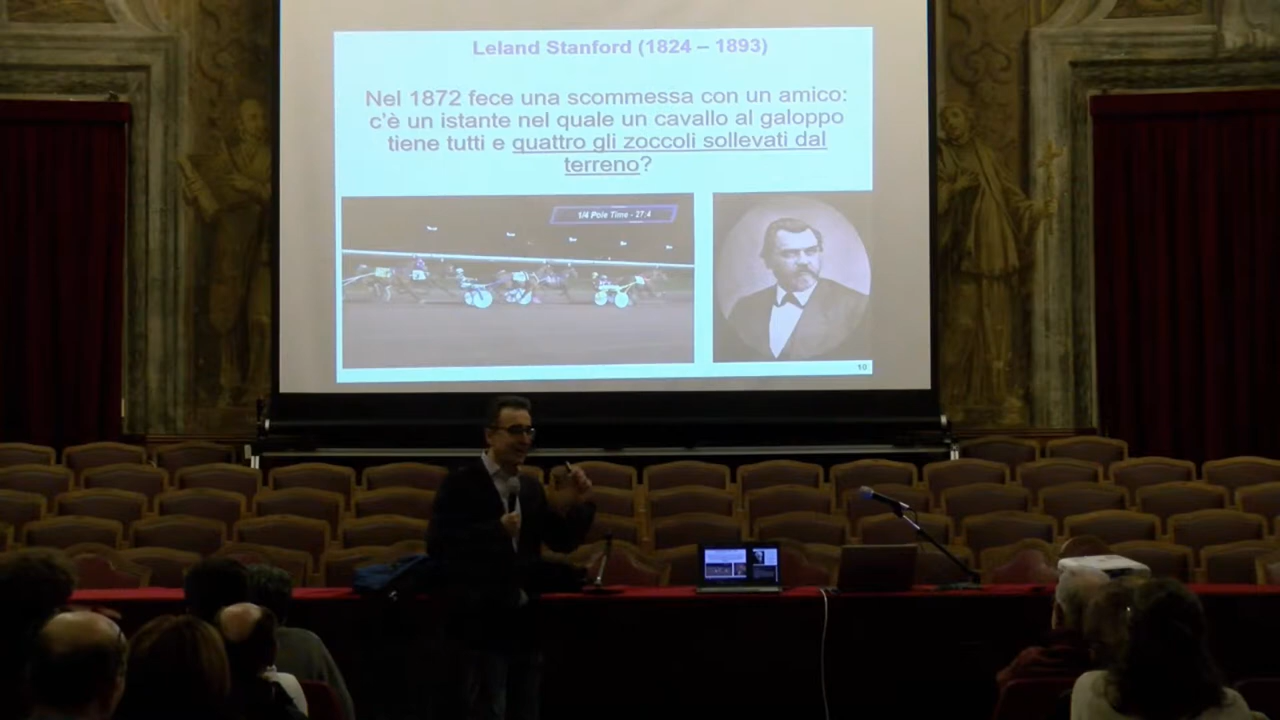 Leland Stanford (1824 – 1893)
Nel 1872 fece una scommessa con un amico:
c'è un istante nel quale un cavallo al galoppo
tiene tutti e quattro gli zoccoli sollevati dal
terreno?
1/4 Pole Time - 27:4
10